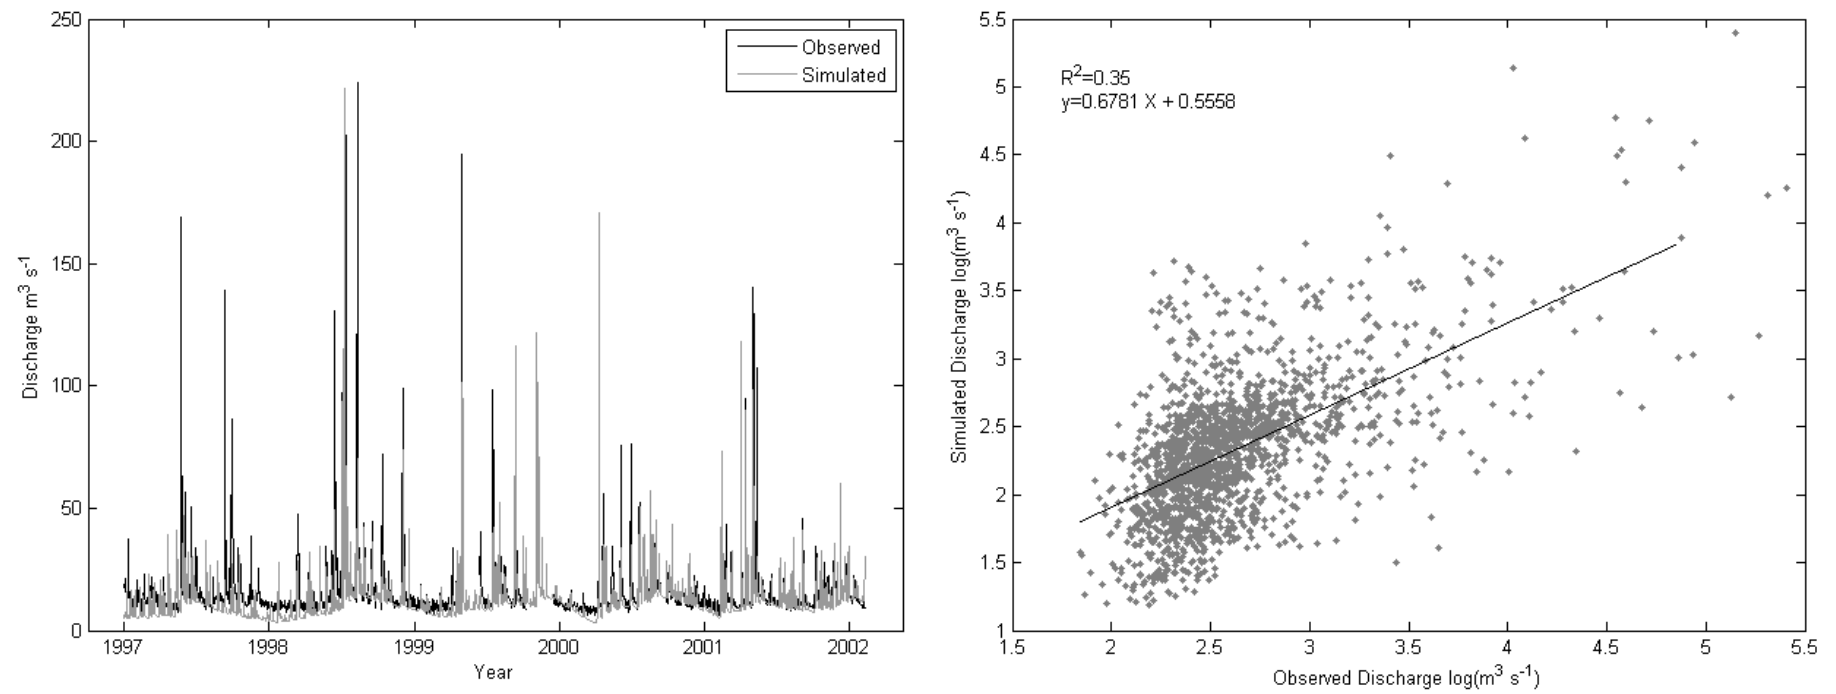 250
200
150
100
50
0
Discharge m³ s⁻¹
Observed
Simulated
1997 1998 1999 2000 2001 2002
Year
5.5
5
4.5
4
3.5
3
2.5
2
1.5
1
Simulated Discharge log(m³ s⁻¹)
R²=0.35
y=0.6781 X + 0.5558
1.5 2 2.5 3 3.5 4 4.5 5 5.5
Observed Discharge log(m³ s⁻¹)